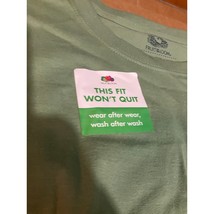 THIS FIT
WON'T QUIT
wear after wear,
wash after wash